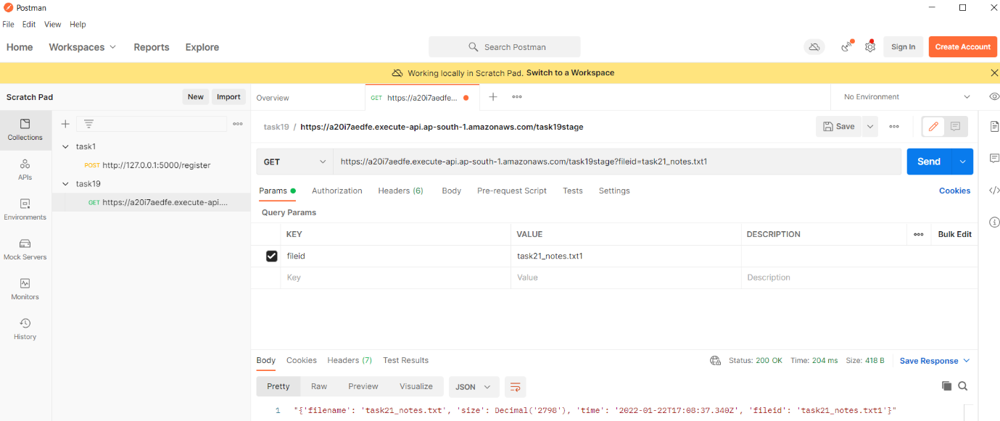 Postman
File Edit View Help
Home Workspaces Reports Explore Search Postman Sign In Create Account
Working locally in Scratch Pad. Switch to a Workspace
Scratch Pad New Import Overview GET https://a20i7aedfe... No Environment
Collections
APIs
Environments
Mock Servers
Monitors
History
task1
POST http://127.0.0.1:5000/register
task19
GET https://a20i7aedfe.execute-api....
task19 / https://a20i7aedfe.execute-api.ap-south-1.amazonaws.com/task19stage Save
GET https://a20i7aedfe.execute-api.ap-south-1.amazonaws.com/task19stage?fileid=task21_notes.txt1 Send
Params Authorization Headers (6) Body Pre-request Script Tests Settings Cookies
Query Params
KEY VALUE DESCRIPTION Bulk Edit
fileid task21_notes.txt1
Key Value Description
Body Cookies Headers (7) Test Results Status: 200 OK Time: 204 ms Size: 418 B Save Response
Pretty Raw Preview Visualize JSON
1 "{'filename': 'task21_notes.txt', 'size': Decimal('2798'), 'time': '2022-01-22T17:08:37.340Z', 'fileid': 'task21_notes.txt1'}"